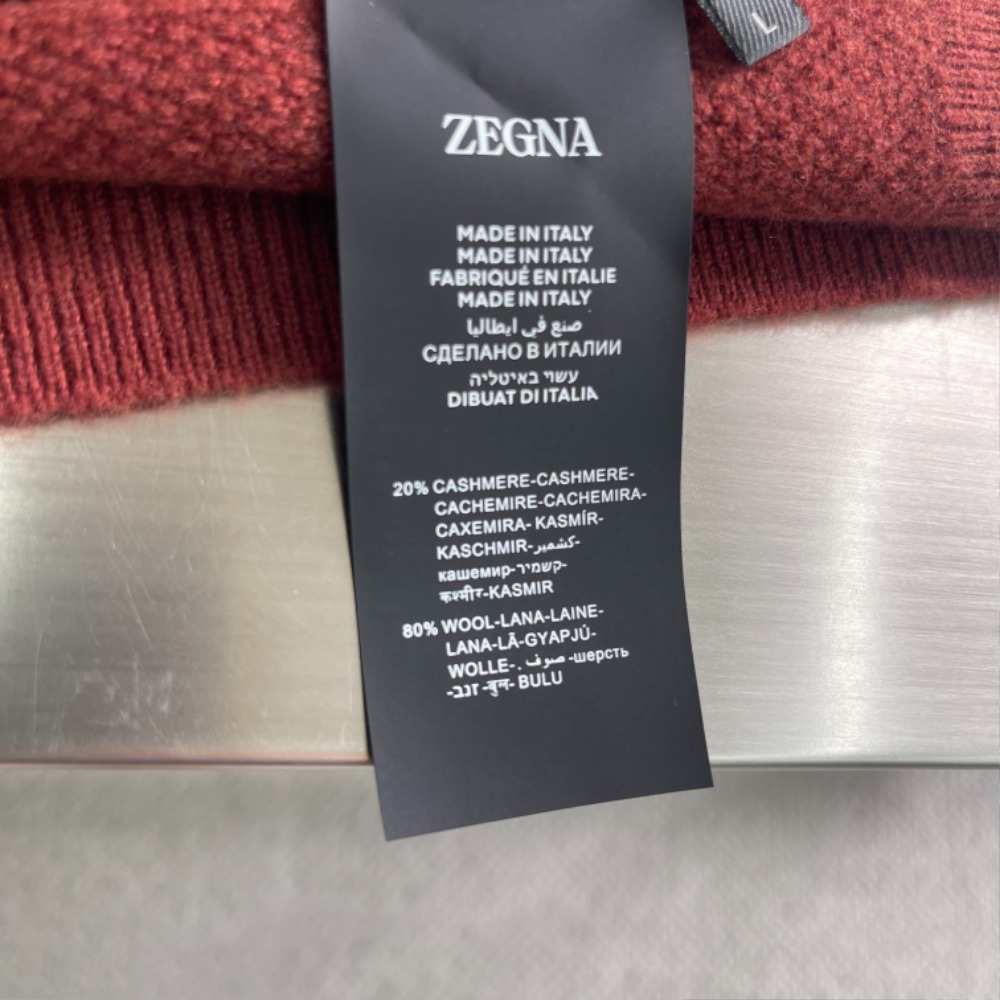 L
ZEGNA
MADE IN ITALY
MADE IN ITALY
FABRIQUÉ EN ITALIE
MADE IN ITALY
صنع في ايطاليا
СДЕЛАНО В ИТАЛИИ
עשוי באיטליה
DIBUAT DI ITALIA
20% CASHMERE-CASHMERE-
CACHEMIRE-CACHEMIRA-
CAXEMIRA- KASMÍR-
KASCHMIR-كشمير-
кашемир-קשמיר-
कश्मीर-KASMIR
80% WOOL-LANA-LAINE-
LANA-LÃ-GYAPJÚ-
WOLLE-. صوف -шерсть
-זנב -वुल- BULU